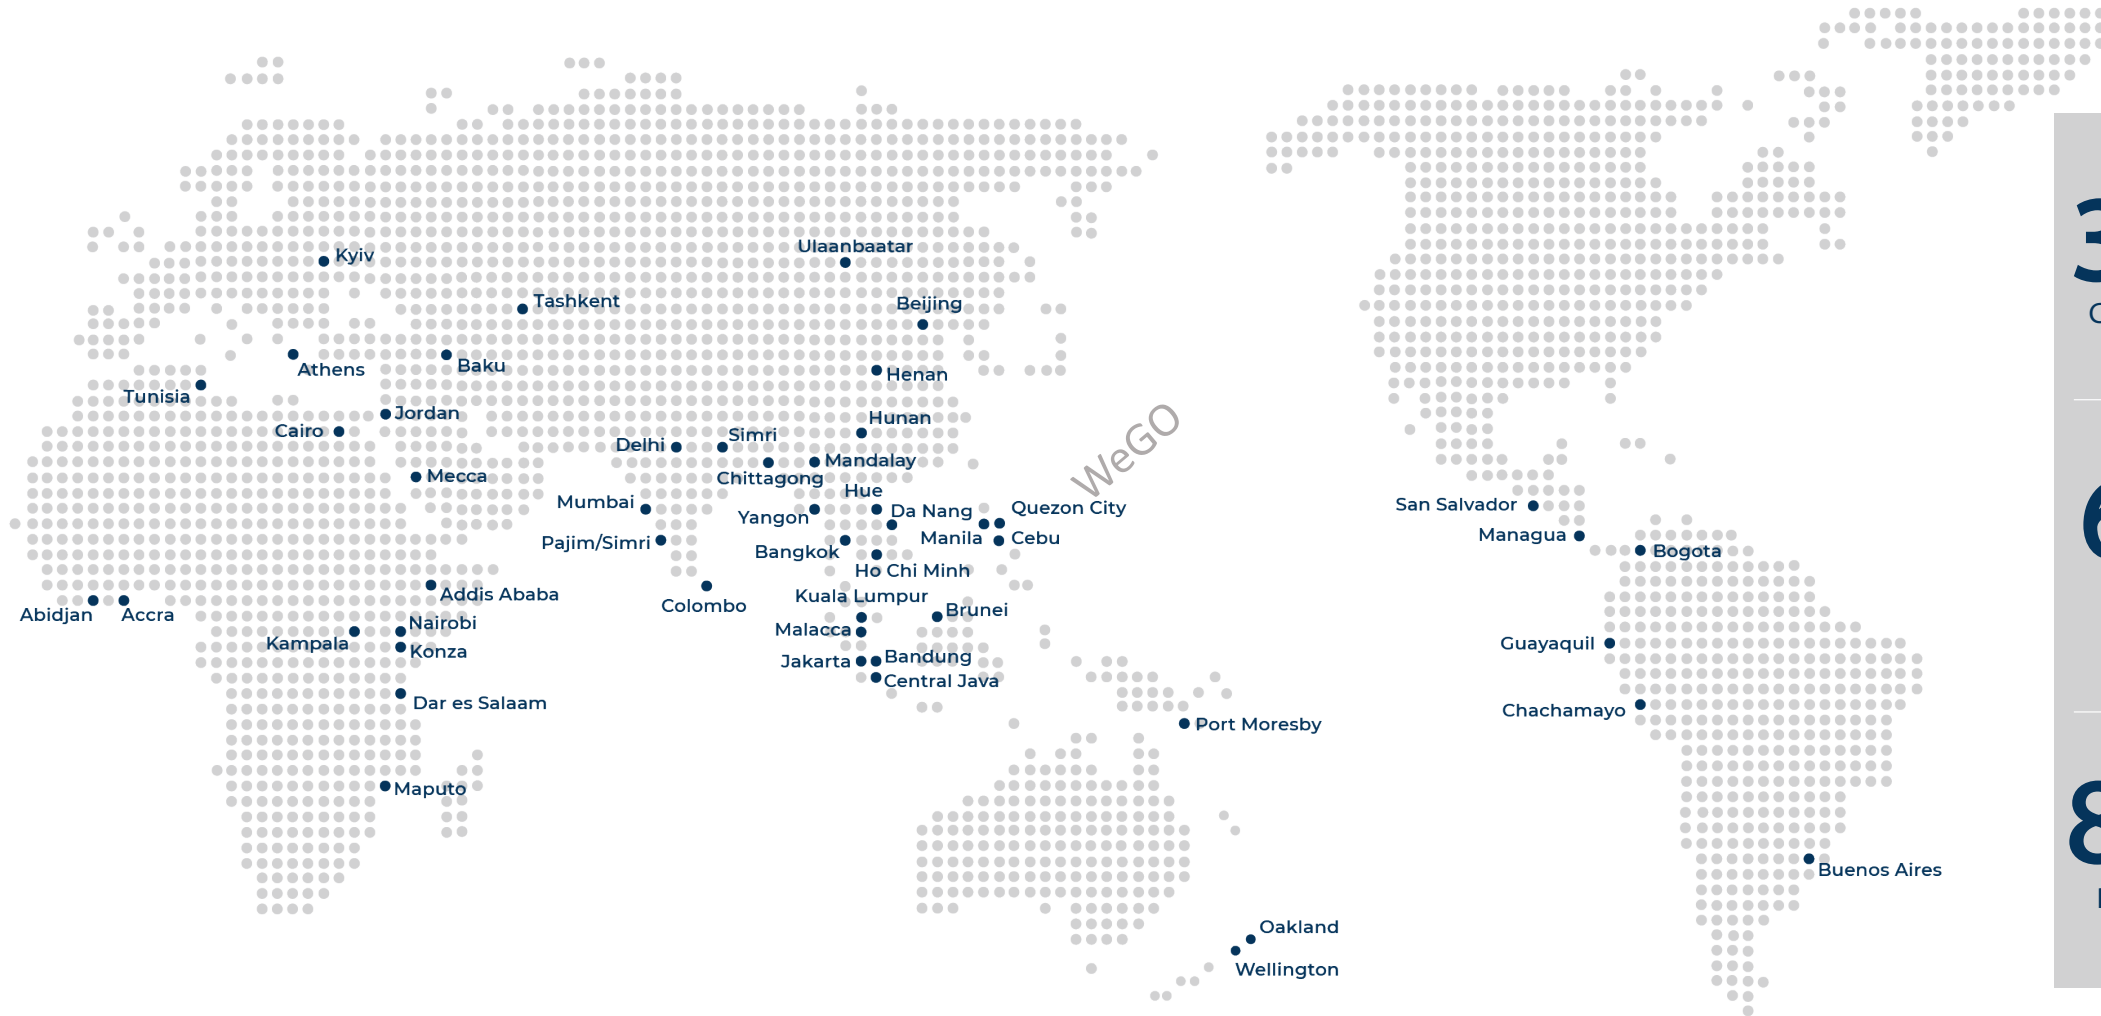 Kyiv
Ulaanbaatar
Tashkent
Beijing
Athens
Baku
Henan
Tunisia
Jordan
Hunan
Cairo
Delhi
Simri
Mandalay
Mecca
Chittagong
Hue
Mumbai
Yangon
Da Nang
Quezon City
Pajim/Simri
Bangkok
Manila
Cebu
Ho Chi Minh
Addis Ababa
Colombo
Kuala Lumpur
Brunei
Abidjan
Accra
Nairobi
Malacca
Kampala
Konza
Jakarta
Bandung
Central Java
Dar es Salaam
Port Moresby
Maputo
Oakland
Wellington
WeGO
San Salvador
Managua
Bogota
Guayaquil
Chachamayo
Buenos Aires
3
6
8